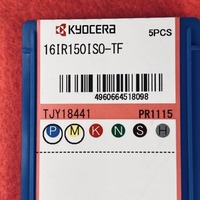 KYOCERA
5PCS
16IR150ISO-TF
4960664518098
TJY18441
PR1115
P M K N S H